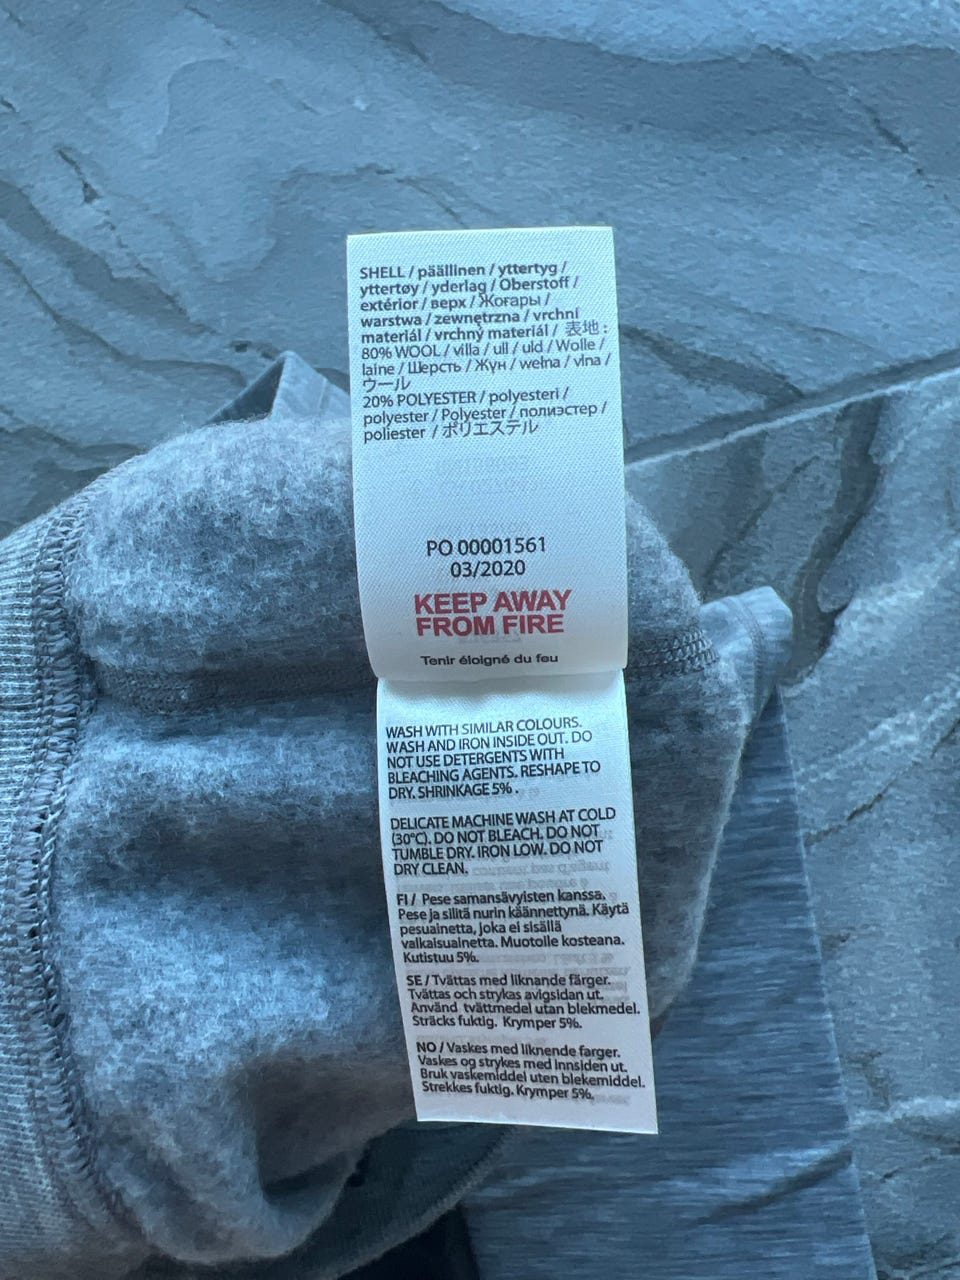 SHELL / päällinen / yttertyg /
yttertøy / yderlag / Oberstoff /
extérior / верх / Жоғары /
warstwa / zewnętrzna / vrchní
materiál / vrchný materiál / 表地 :
80% WOOL / villa / ull / uld / Wolle /
laine / Шерсть / Жүн / wełna / vlna /
ウール
20% POLYESTER / polyesteri /
polyester / Polyester / полиэстер /
poliester / ポリエステル
PO 00001561
03/2020
KEEP AWAY
FROM FIRE
Tenir éloigné du feu
WASH WITH SIMILAR COLOURS.
WASH AND IRON INSIDE OUT. DO
NOT USE DETERGENTS WITH
BLEACHING AGENTS. RESHAPE TO
DRY. SHRINKAGE 5% .
DELICATE MACHINE WASH AT COLD
(30°C). DO NOT BLEACH. DO NOT
TUMBLE DRY. IRON LOW. DO NOT
DRY CLEAN.
FI / Pese samansävyisten kanssa.
Pese ja silitä nurin käännettynä. Käytä
pesuainetta, joka ei sisällä
valkaisuainetta. Muotoile kosteana.
Kutistuu 5%.
SE / Tvättas med liknande färger.
Tvättas och strykas avigsidan ut.
Använd tvättmedel utan blekmedel.
Sträcks fuktig. Krymper 5%.
NO / Vaskes med liknende farger.
Vaskes og strykes med innsiden ut.
Bruk vaskemiddel uten blekemiddel.
Strekkes fuktig. Krymper 5%.